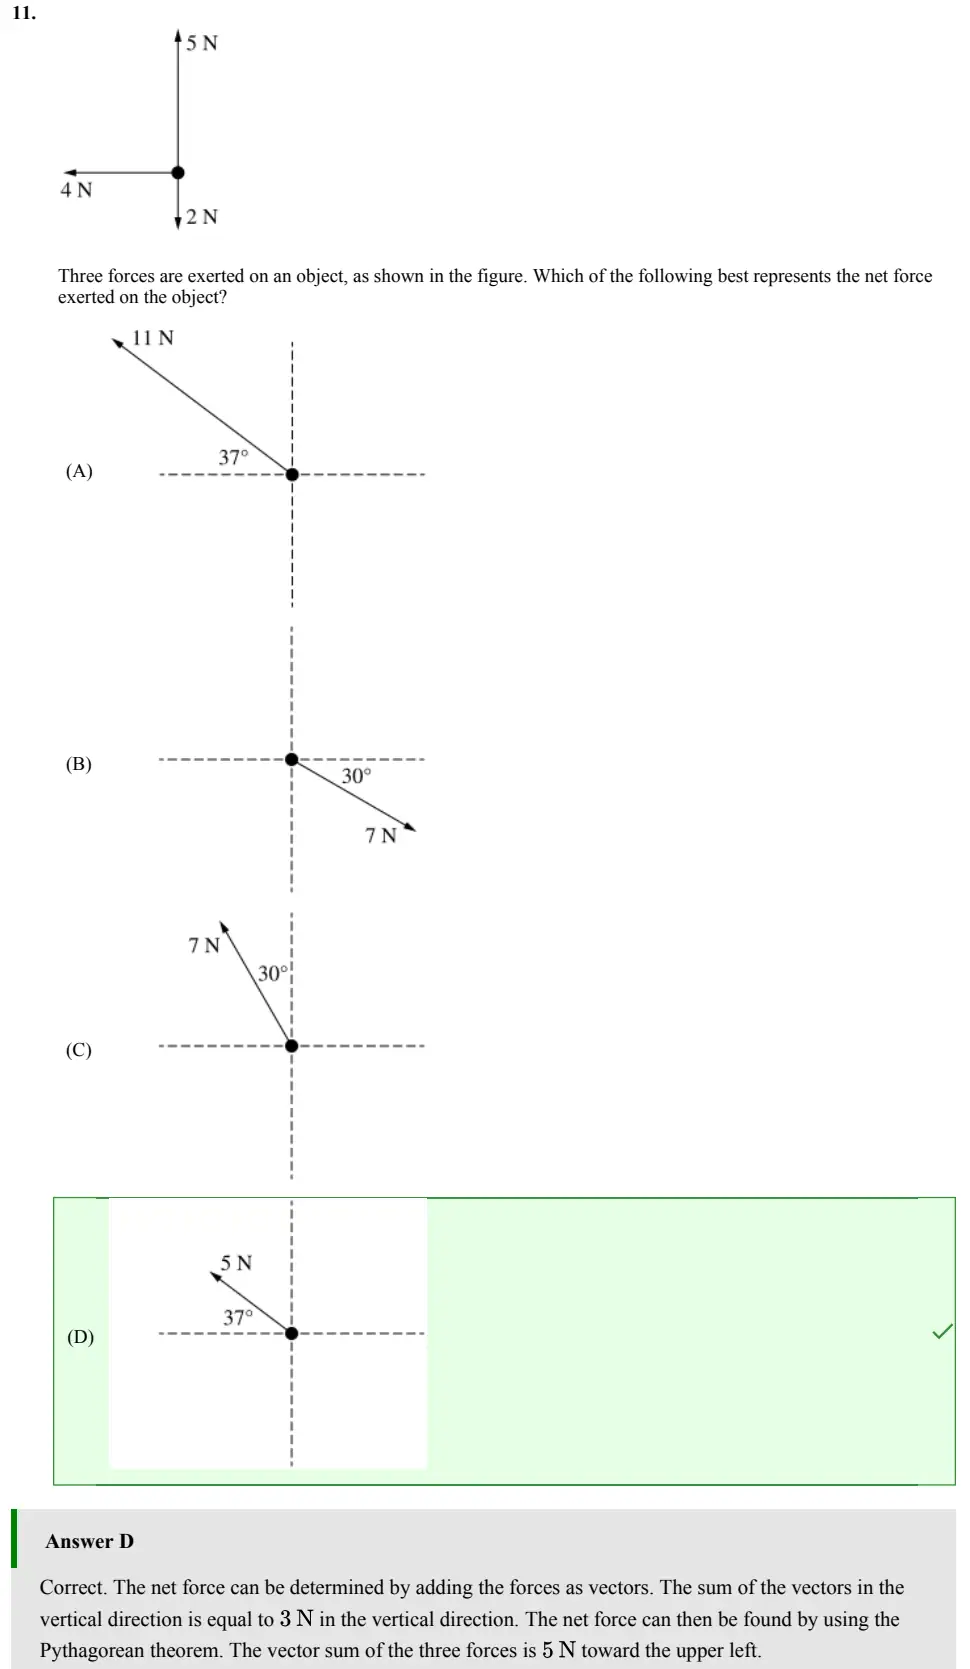 11.
5 N
4 N
2 N
Three forces are exerted on an object, as shown in the figure. Which of the following best represents the net force
exerted on the object?
11 N
37°
(A)
(B)
30°
7 N
7 N
30°
(C)
5 N
37°
(D)
Answer D
Correct. The net force can be determined by adding the forces as vectors. The sum of the vectors in the
vertical direction is equal to 3 N in the vertical direction. The net force can then be found by using the
Pythagorean theorem. The vector sum of the three forces is 5 N toward the upper left.